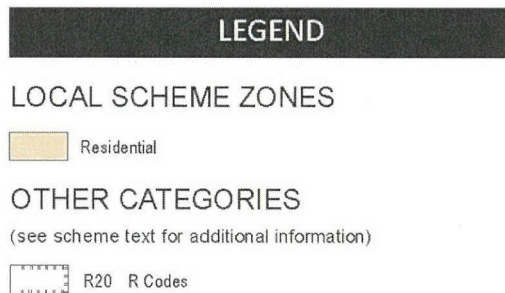 LEGEND
LOCAL SCHEME ZONES
Residential
OTHER CATEGORIES
(see scheme text for additional information)
R20 R Codes